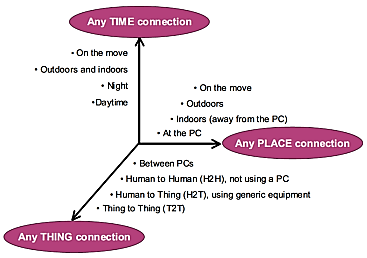 Any TIME connection
• On the move
• Outdoors and indoors
• Night
•Daytime
• On the move
• Outdoors
• Indoors (away from the PC)
• At the PC
Any PLACE connection
• Between PCs
• Human to Human (H2H), not using a PC
• Human to Thing (H2T), using generic equipment
• Thing to Thing (T2T)
Any THING connection